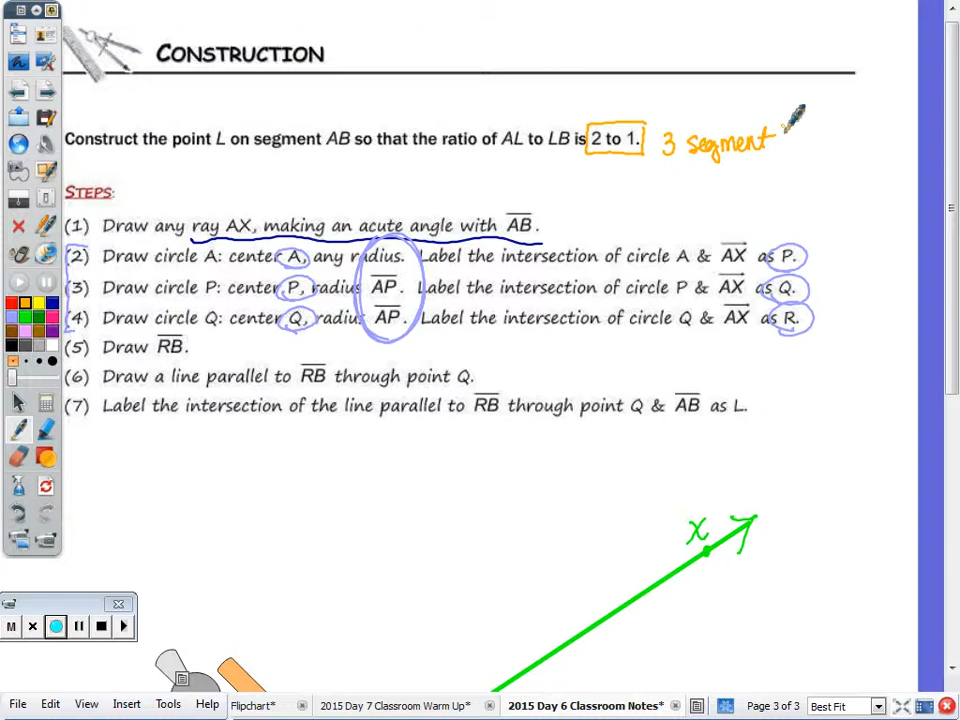 CONSTRUCTION
Construct the point L on segment AB so that the ratio of AL to LB is 2 to 1. 3 segment
STEPS:
(1) Draw any ray AX, making an acute angle with AB.
(2) Draw circle A: center A, any radius. Label the intersection of circle A & AX as P.
(3) Draw circle P: center P, radius AP. Label the intersection of circle P & AX as Q.
(4) Draw circle Q: center Q, radius AP. Label the intersection of circle Q & AX as R.
(5) Draw RB.
(6) Draw a line parallel to RB through point Q.
(7) Label the intersection of the line parallel to RB through point Q & AB as L.
X
M
File Edit View Insert Tools Help Flipchart* 2015 Day 7 Classroom Warm Up* 2015 Day 6 Classroom Notes* Page 3 of 3 Best Fit